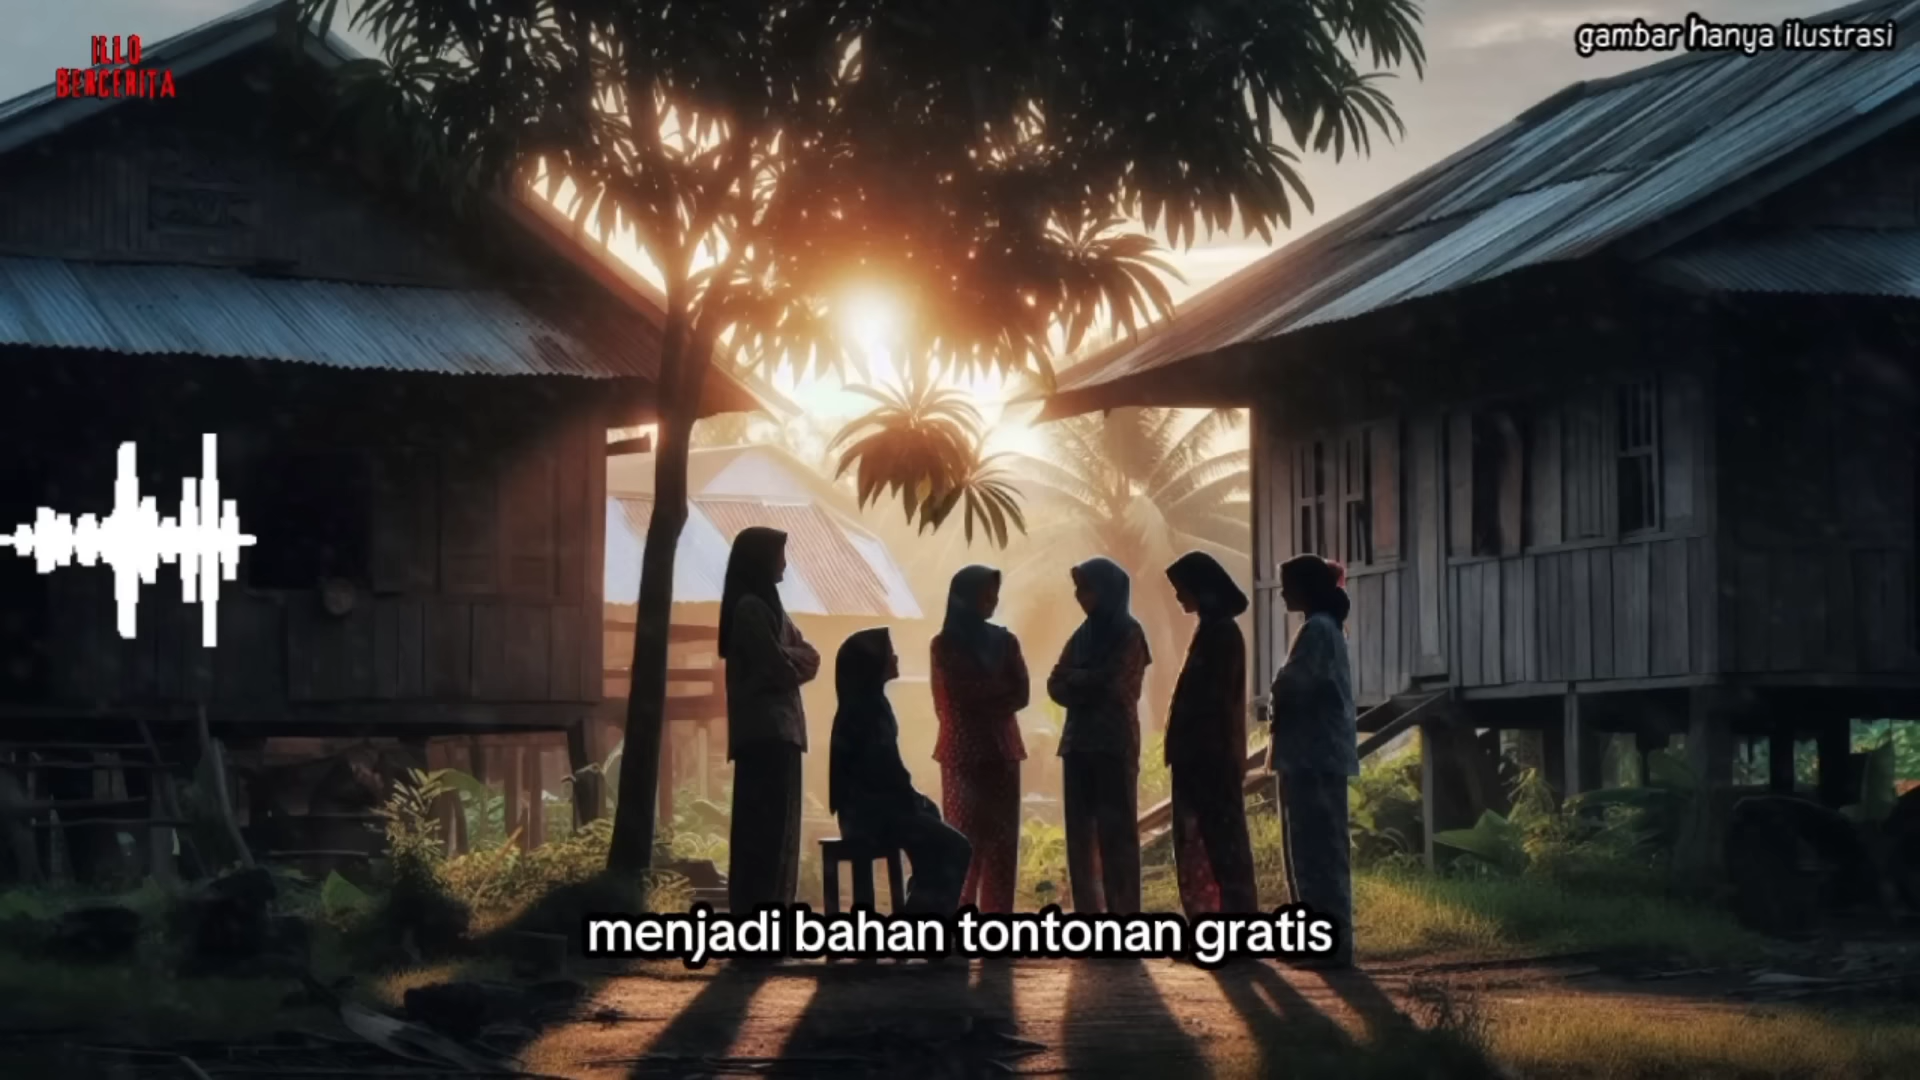 ILLO
BERCERITA
gambar hanya ilustrasi
menjadi bahan tontonan gratis